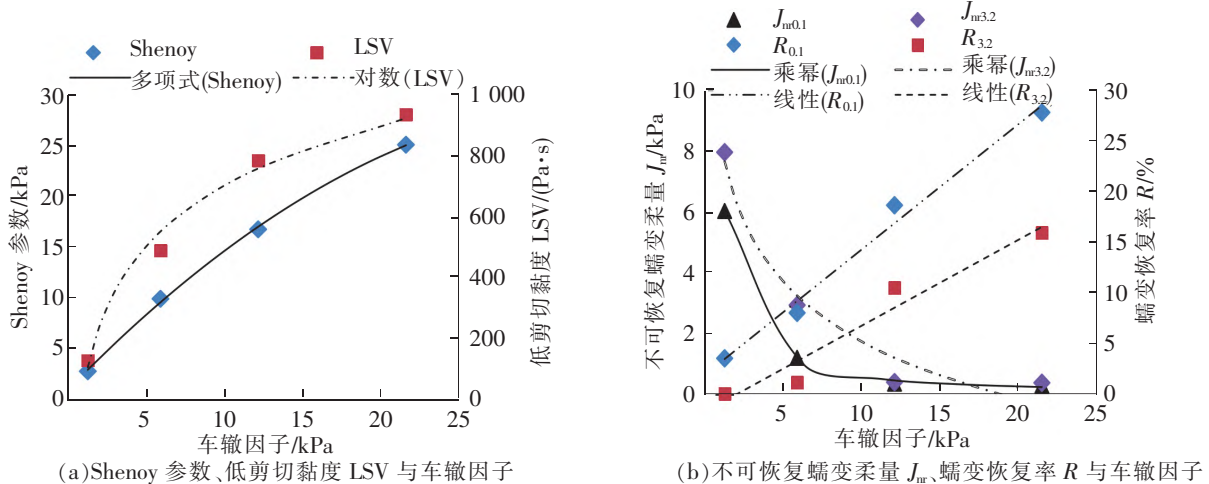 Shenoy LSV
多项式(Shenoy) 对数(LSV)
30
25
20
15
10
5
0
Shenoy 参数/kPa
1 000
800
600
400
200
0
低剪切黏度 LSV/(Pa·s)
5 10 15 20 25
车辙因子/kPa
(a)Shenoy 参数、低剪切黏度 LSV 与车辙因子
Jnr0.1 Jnr3.2
R0.1 R3.2
乘幂(Jnr0.1) 乘幂(Jnr3.2)
线性(R0.1) 线性(R3.2)
10
8
6
4
2
0
不可恢复蠕变柔量 Jnr/kPa
30
25
20
15
10
5
0
蠕变恢复率 R/%
5 10 15 20 25
车辙因子/kPa
(b)不可恢复蠕变柔量 Jnr、蠕变恢复率 R 与车辙因子